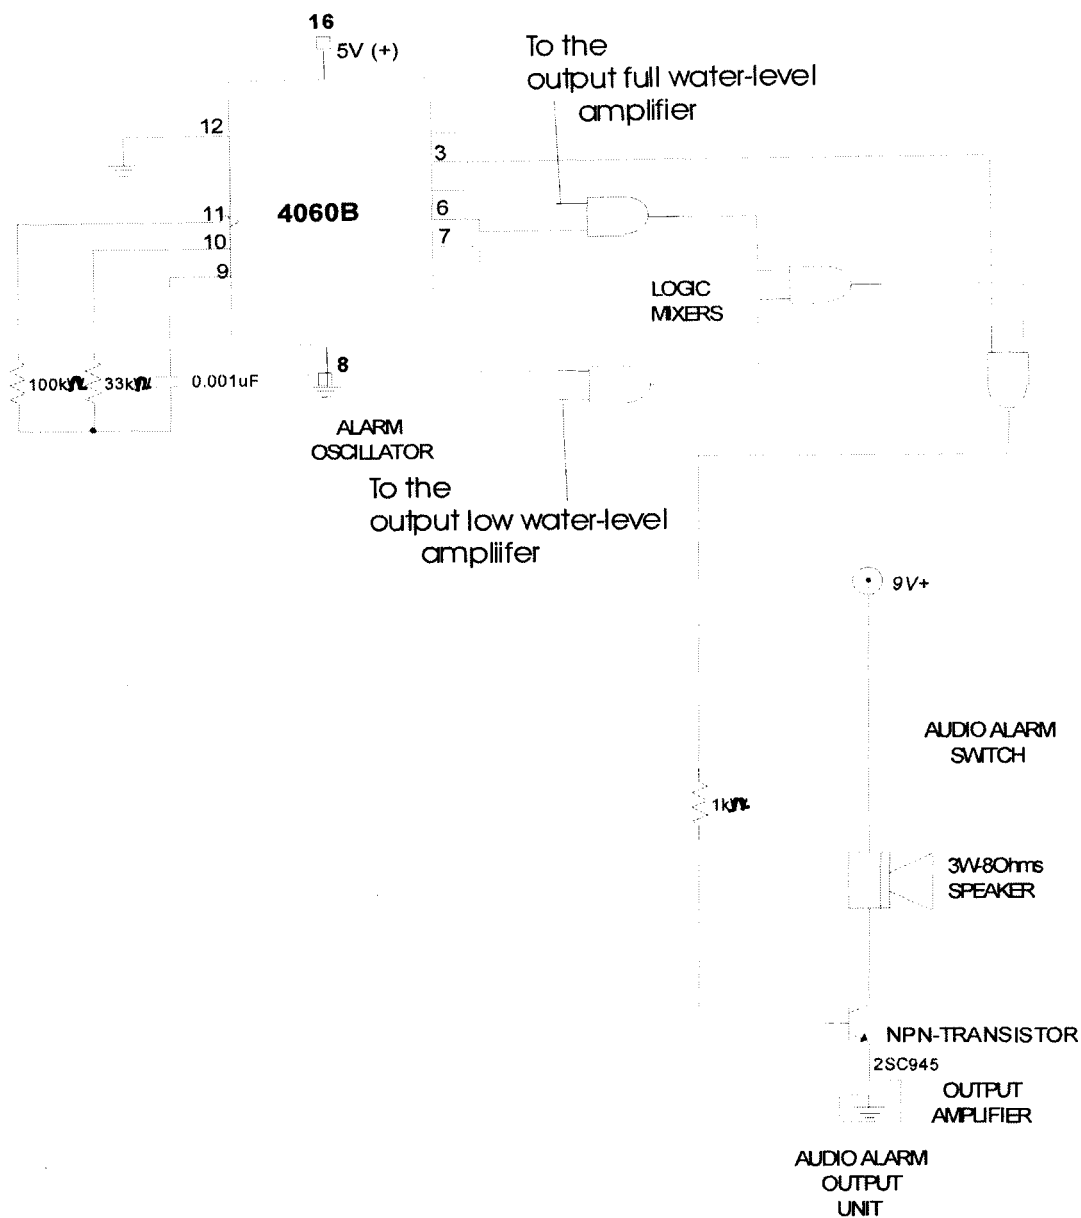 16
5V (+)
To the
output full water-level
amplifier
12
3
11
4060B
6
10
7
9
LOGIC
MIXERS
8
100kΩ
33kΩ
0.001uF
ALARM
OSCILLATOR
To the
output low water-level
ampliifer
9V+
AUDIO ALARM
SWITCH
1kΩ
3W-8Ohms
SPEAKER
NPN-TRANSISTOR
2SC945
OUTPUT
AMPLIFIER
AUDIO ALARM
OUTPUT
UNIT